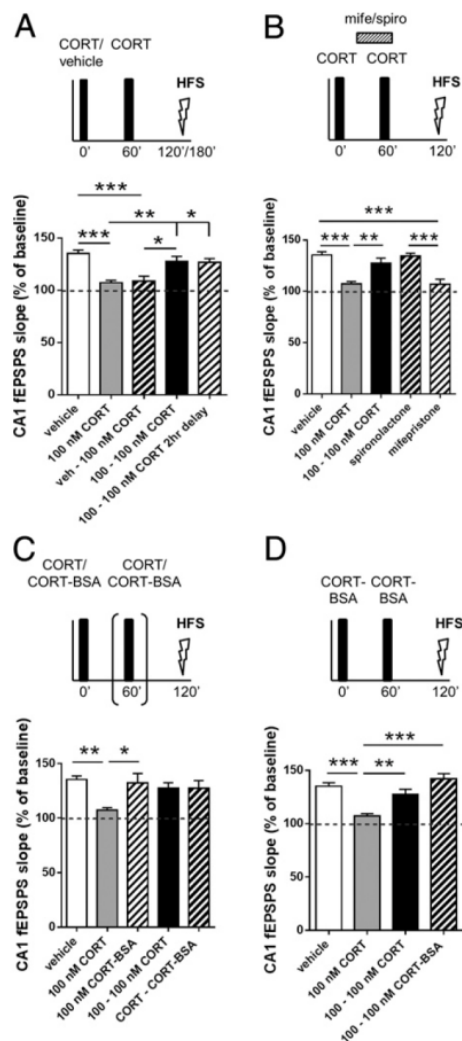 A
CORT/
vehicle
CORT
HFS
0'
60'
120'/180'
***
**
*
***
*
CA1 fEPSPS slope (% of baseline)
150
100
50
0
vehicle
100 nM CORT
veh - 100 nM CORT
100 - 100 nM CORT
100 - 100 nM CORT 2hr delay
B
mife/spiro
CORT
CORT
HFS
0'
60'
120'
***
***
**
***
CA1 fEPSPS slope (% of baseline)
150
100
50
0
vehicle
100 nM CORT
100 - 100 nM CORT
spironolactone
mifepristone
C
CORT/
CORT-BSA
CORT/
CORT-BSA
HFS
0'
60'
120'
**
*
CA1 fEPSPS slope (% of baseline)
150
100
50
0
vehicle
100 nM CORT
100 nM CORT-BSA
100 - 100 nM CORT
CORT - CORT-BSA
D
CORT-
BSA
CORT-
BSA
HFS
0'
60'
120'
***
***
**
CA1 fEPSPS slope (% of baseline)
150
100
50
0
vehicle
100 nM CORT
100 - 100 nM CORT
100 - 100 nM CORT-BSA